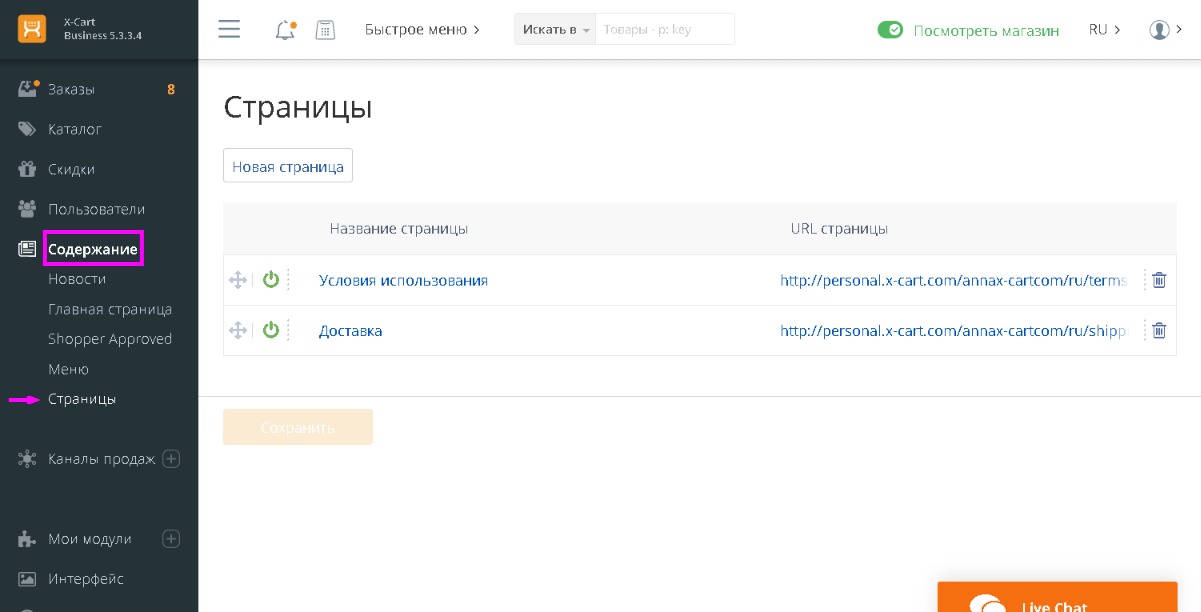 X-Cart
Business 5.3.3.4
Быстрое меню
Искать в
Товары - p: key
Посмотреть магазин
RU
Заказы 8
Каталог
Скидки
Пользователи
Содержание
Новости
Главная страница
Shopper Approved
Меню
Страницы
Каналы продаж
Мои модули
Интерфейс
Страницы
Новая страница
Название страницы URL страницы
Условия использования http://personal.x-cart.com/annax-cartcom/ru/terms
Доставка http://personal.x-cart.com/annax-cartcom/ru/shipp
Сохранить
Live Chat